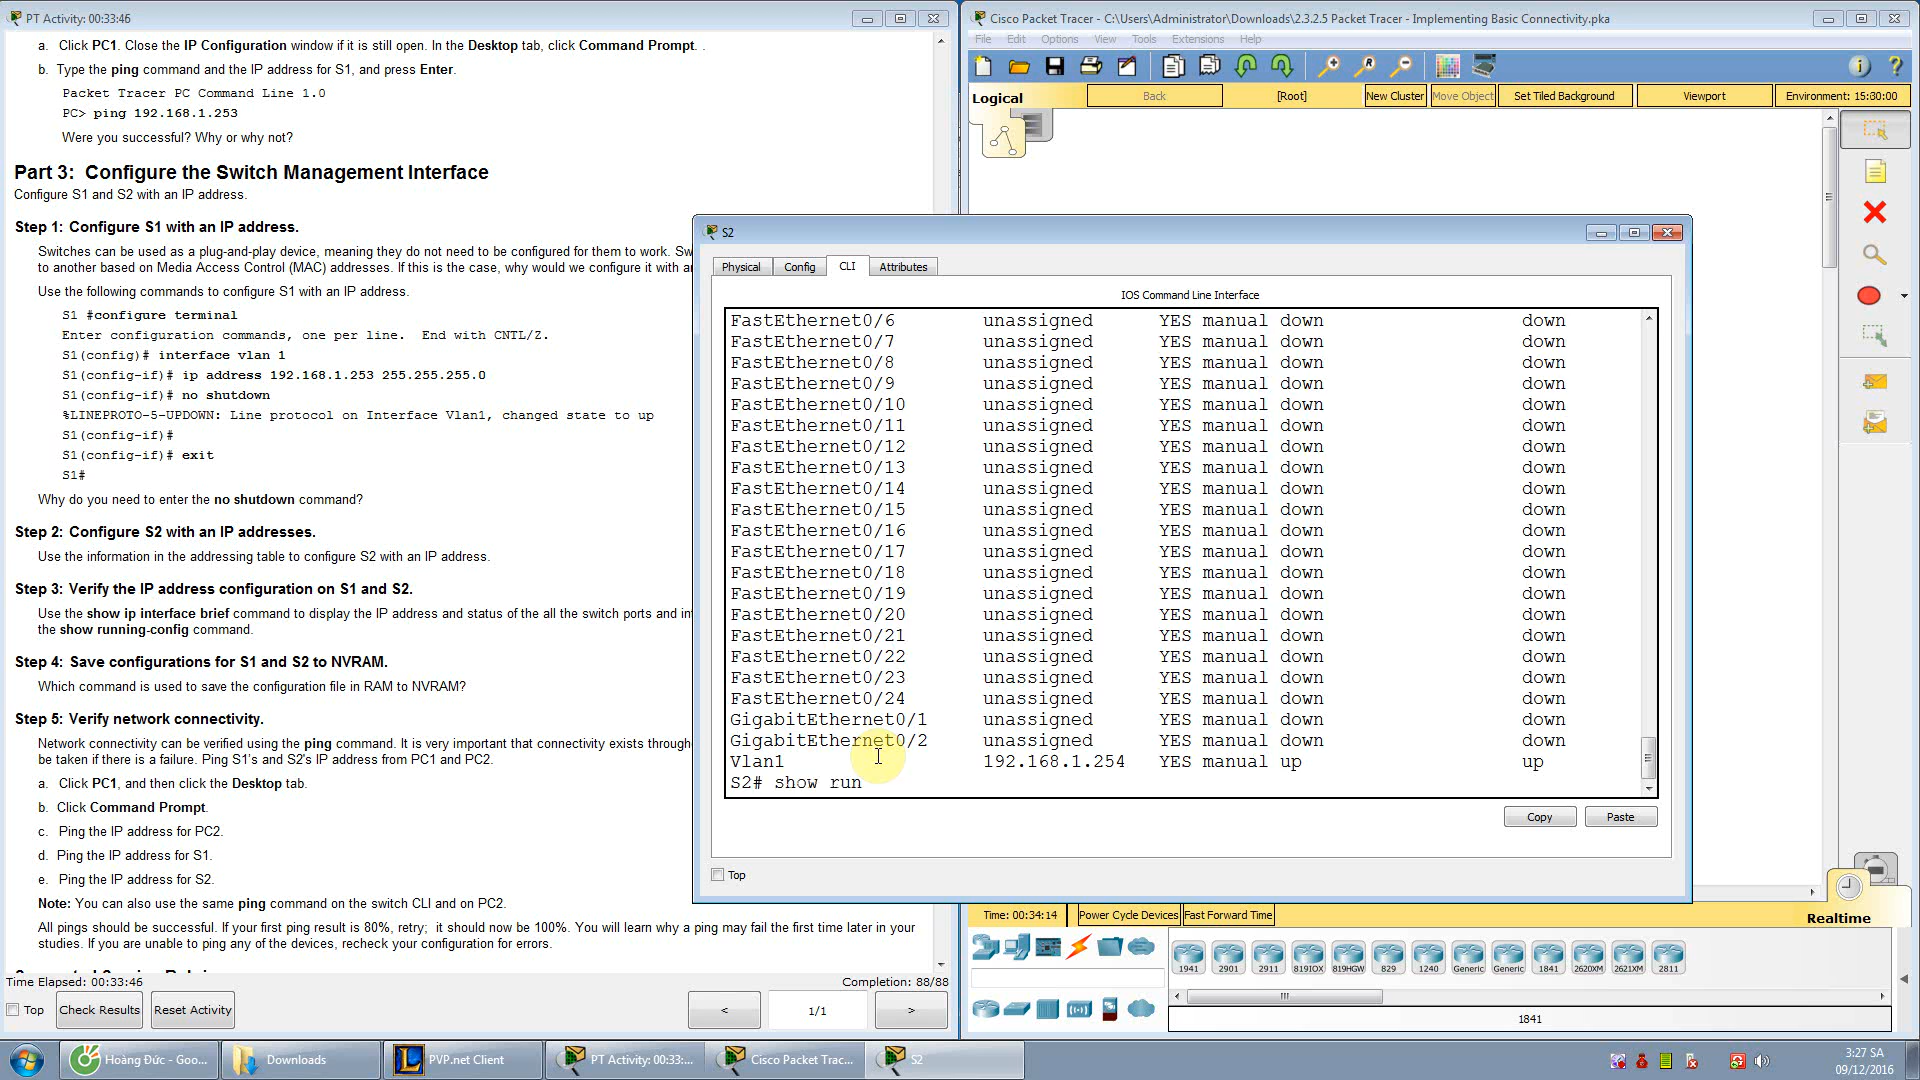 PT Activity: 00:33:46
a. Click PC1. Close the IP Configuration window if it is still open. In the Desktop tab, click Command Prompt. .
b. Type the ping command and the IP address for S1, and press Enter.
Packet Tracer PC Command Line 1.0
PC> ping 192.168.1.253
Were you successful? Why or why not?
Part 3: Configure the Switch Management Interface
Configure S1 and S2 with an IP address.
Step 1: Configure S1 with an IP address.
Switches can be used as a plug-and-play device, meaning they do not need to be configured for them to work. Sw
to another based on Media Access Control (MAC) addresses. If this is the case, why would we configure it with an
Use the following commands to configure S1 with an IP address.
S1 #configure terminal
Enter configuration commands, one per line. End with CNTL/Z.
S1(config)# interface vlan 1
S1(config-if)# ip address 192.168.1.253 255.255.255.0
S1(config-if)# no shutdown
%LINEPROTO-5-UPDOWN: Line protocol on Interface Vlan1, changed state to up
S1(config-if)#
S1(config-if)# exit
S1#
Why do you need to enter the no shutdown command?
Step 2: Configure S2 with an IP addresses.
Use the information in the addressing table to configure S2 with an IP address.
Step 3: Verify the IP address configuration on S1 and S2.
Use the show ip interface brief command to display the IP address and status of the all the switch ports and in
the show running-config command.
Step 4: Save configurations for S1 and S2 to NVRAM.
Which command is used to save the configuration file in RAM to NVRAM?
Step 5: Verify network connectivity.
Network connectivity can be verified using the ping command. It is very important that connectivity exists through
be taken if there is a failure. Ping S1's and S2's IP address from PC1 and PC2.
a. Click PC1, and then click the Desktop tab.
b. Click Command Prompt.
c. Ping the IP address for PC2.
d. Ping the IP address for S1.
e. Ping the IP address for S2.
Note: You can also use the same ping command on the switch CLI and on PC2.
All pings should be successful. If your first ping result is 80%, retry; it should now be 100%. You will learn why a ping may fail the first time later in your
studies. If you are unable to ping any of the devices, recheck your configuration for errors.
Time Elapsed: 00:33:46
Completion: 88/88
Top
Check Results
Reset Activity
<
1/1
>
Cisco Packet Tracer - C:\Users\Administrator\Downloads\2.3.2.5 Packet Tracer - Implementing Basic Connectivity.pka
File Edit Options View Tools Extensions Help
Logical
Back
[Root]
New Cluster
Move Object
Set Tiled Background
Viewport
Environment: 15:30:00
S2
Physical Config CLI Attributes
IOS Command Line Interface
FastEthernet0/6 unassigned YES manual down down
FastEthernet0/7 unassigned YES manual down down
FastEthernet0/8 unassigned YES manual down down
FastEthernet0/9 unassigned YES manual down down
FastEthernet0/10 unassigned YES manual down down
FastEthernet0/11 unassigned YES manual down down
FastEthernet0/12 unassigned YES manual down down
FastEthernet0/13 unassigned YES manual down down
FastEthernet0/14 unassigned YES manual down down
FastEthernet0/15 unassigned YES manual down down
FastEthernet0/16 unassigned YES manual down down
FastEthernet0/17 unassigned YES manual down down
FastEthernet0/18 unassigned YES manual down down
FastEthernet0/19 unassigned YES manual down down
FastEthernet0/20 unassigned YES manual down down
FastEthernet0/21 unassigned YES manual down down
FastEthernet0/22 unassigned YES manual down down
FastEthernet0/23 unassigned YES manual down down
FastEthernet0/24 unassigned YES manual down down
GigabitEthernet0/1 unassigned YES manual down down
GigabitEthernet0/2 unassigned YES manual down down
Vlan1 192.168.1.254 YES manual up up
S2# show run
Copy
Paste
Top
Time: 00:34:14
Power Cycle Devices
Fast Forward Time
Realtime
1941 2901 2911 819IOX 819HGW 829 1240 Generic Generic 1841 2620XM 2621XM 2811
1841
Hoàng Đức - Goo...
Downloads
PVP.net Client
PT Activity: 00:33:...
Cisco Packet Trac...
S2
3:27 SA
09/12/2016